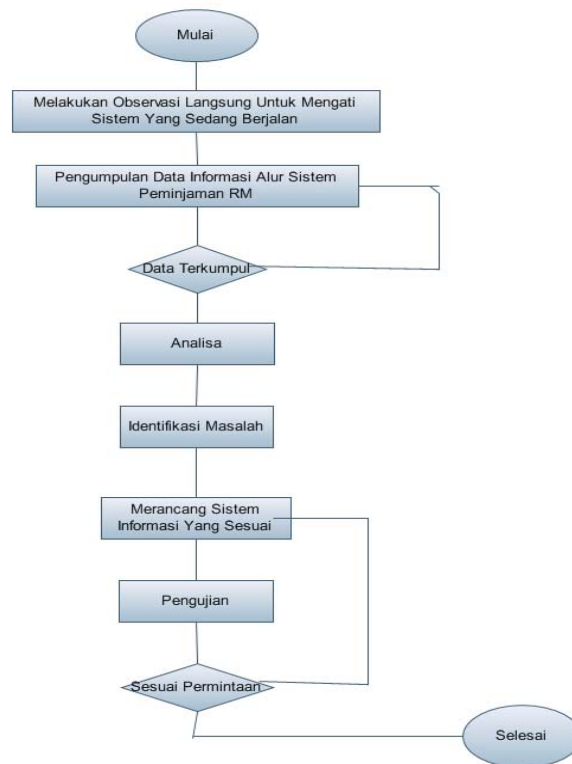 Mulai
Melakukan Observasi Langsung Untuk Mengati
Sistem Yang Sedang Berjalan
Pengumpulan Data Informasi Alur Sistem
Peminjaman RM
Data Terkumpul
Analisa
Identifikasi Masalah
Merancang Sistem
Informasi Yang Sesuai
Pengujian
Sesuai Permintaan
Selesai